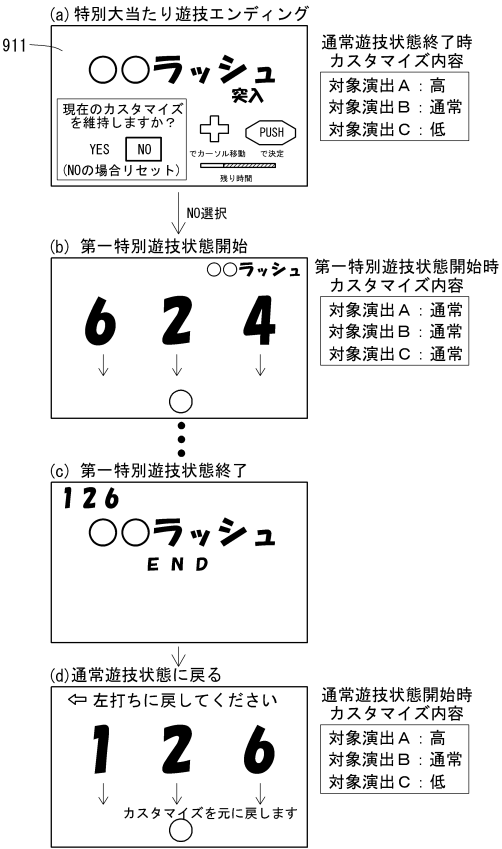 (a) 特別大当たり遊技エンディング
911
○○ラッシュ
突入
現在のカスタマイズ
を維持しますか？
YES NO
(NOの場合リセット)
でカーソル移動
PUSH
で決定
残り時間
通常遊技状態終了時
カスタマイズ内容
対象演出A：高
対象演出B：通常
対象演出C：低
NO選択
(b) 第一特別遊技状態開始
○○ラッシュ
6 2 4
第一特別遊技状態開始時
カスタマイズ内容
対象演出A：通常
対象演出B：通常
対象演出C：通常
(c) 第一特別遊技状態終了
126
○○ラッシュ
END
(d)通常遊技状態に戻る
⇦ 左打ちに戻してください
1 2 6
カスタマイズを元に戻します
通常遊技状態開始時
カスタマイズ内容
対象演出A：高
対象演出B：通常
対象演出C：低